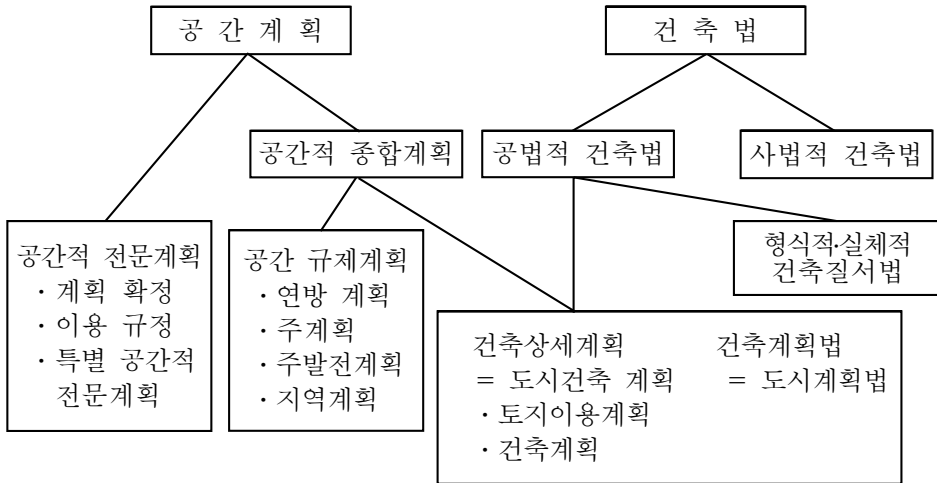 공 간 계 획
건 축 법
공간적 종합계획
공법적 건축법
사법적 건축법
공간적 전문계획
· 계획 확정
· 이용 규정
· 특별 공간적
전문계획
공간 규제계획
· 연방 계획
· 주계획
· 주발전계획
· 지역계획
형식적·실체적
건축질서법
건축상세계획
= 도시건축 계획
· 토지이용계획
· 건축계획
건축계획법
= 도시계획법